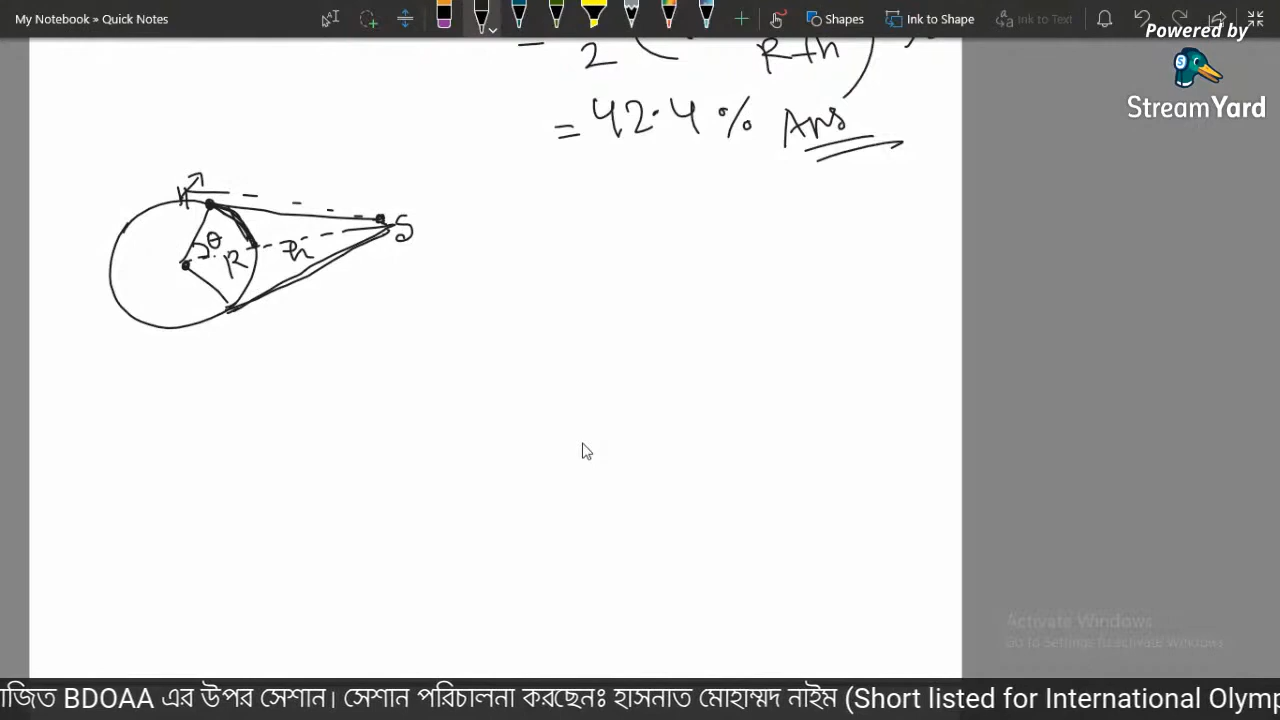 My Notebook » Quick Notes
Shapes
Ink to Shape
Ink to Text
Powered by
StreamYard
2
R+h
= 42.4 % Ans
S
θ
R
h
Activate Windows
Go to Settings to activate Windows
াজিত BDOAA এর উপর সেশান। সেশান পরিচালনা করছেনঃ হাসনাত মোহাম্মদ নাইম (Short listed for International Olymp